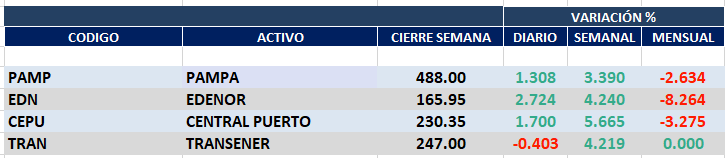 VARIACIÓN %
CODIGO ACTIVO CIERRE SEMANA DIARIO SEMANAL MENSUAL
PAMP PAMPA 488.00 1.308 3.390 -2.634
EDN EDENOR 165.95 2.724 4.240 -8.264
CEPU CENTRAL PUERTO 230.35 1.700 5.665 -3.275
TRAN TRANSENER 247.00 -0.403 4.219 0.000